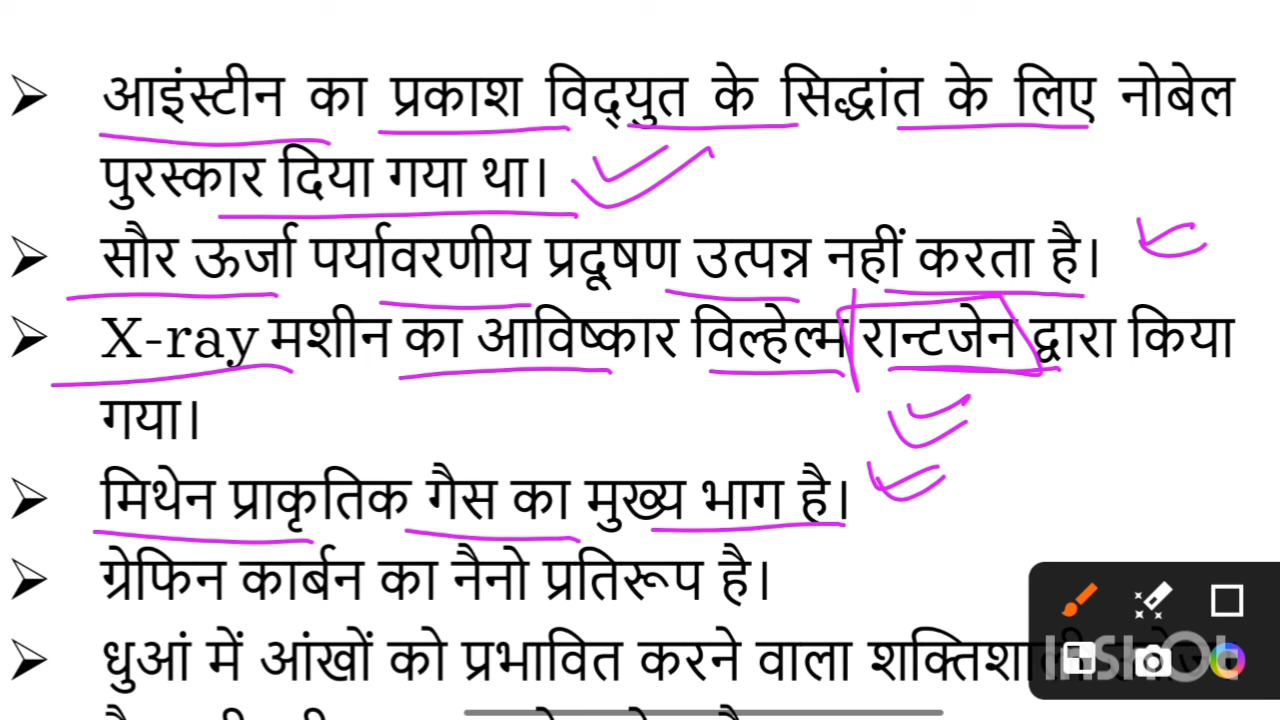 ➢ आइंस्टीन का प्रकाश विद्युत के सिद्धांत के लिए नोबेल
पुरस्कार दिया गया था।
➢ सौर ऊर्जा पर्यावरणीय प्रदूषण उत्पन्न नहीं करता है।
➢ X-ray मशीन का आविष्कार विल्हेल्म रान्टजेन द्वारा किया
गया।
➢ मिथेन प्राकृतिक गैस का मुख्य भाग है।
➢ ग्रेफिन कार्बन का नैनो प्रतिरूप है।
➢ धुआं में आंखों को प्रभावित करने वाला
InShOt